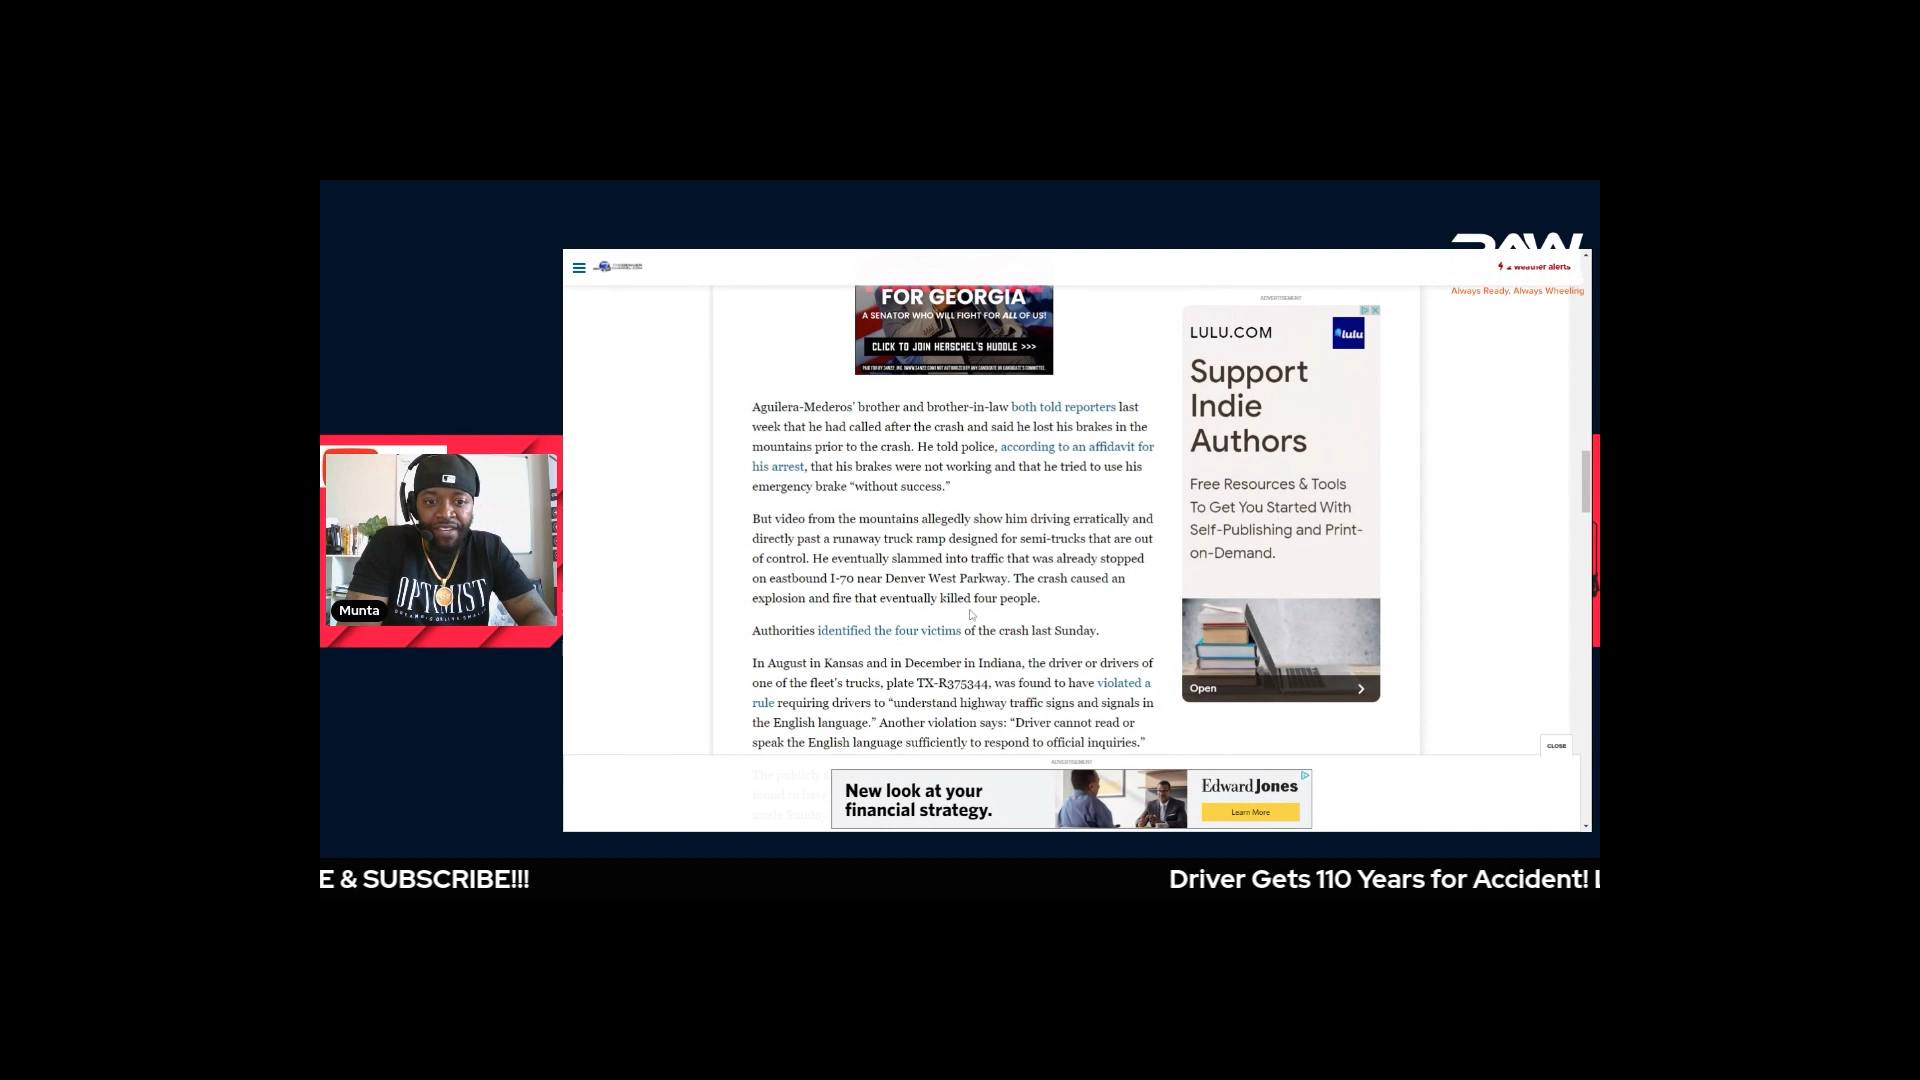 RAW
2 weather alerts
Always Ready, Always Wheeling
FOR GEORGIA
A SENATOR WHO WILL FIGHT FOR ALL OF US!
CLICK TO JOIN HERSCHEL'S HUDDLE >>>
Aguilera-Mederos’ brother and brother-in-law both told reporters last
week that he had called after the crash and said he lost his brakes in the
mountains prior to the crash. He told police, according to an affidavit for
his arrest, that his brakes were not working and that he tried to use his
emergency brake “without success.”
But video from the mountains allegedly show him driving erratically and
directly past a runaway truck ramp designed for semi-trucks that are out
of control. He eventually slammed into traffic that was already stopped
on eastbound I-70 near Denver West Parkway. The crash caused an
explosion and fire that eventually killed four people.
Authorities identified the four victims of the crash last Sunday.
In August in Kansas and in December in Indiana, the driver or drivers of
one of the fleet's trucks, plate TX-R375344, was found to have violated a
rule requiring drivers to “understand highway traffic signs and signals in
the English language.” Another violation says: “Driver cannot read or
speak the English language sufficiently to respond to official inquiries.”
ADVERTISEMENT
LULU.COM
lulu
Support
Indie
Authors
Free Resources & Tools
To Get You Started With
Self-Publishing and Print-
on-Demand.
Open
OPTIMIST
Munta
CLOSE
ADVERTISEMENT
New look at your
financial strategy.
Edward Jones
Learn More
E & SUBSCRIBE!!!
Driver Gets 110 Years for Accident! L